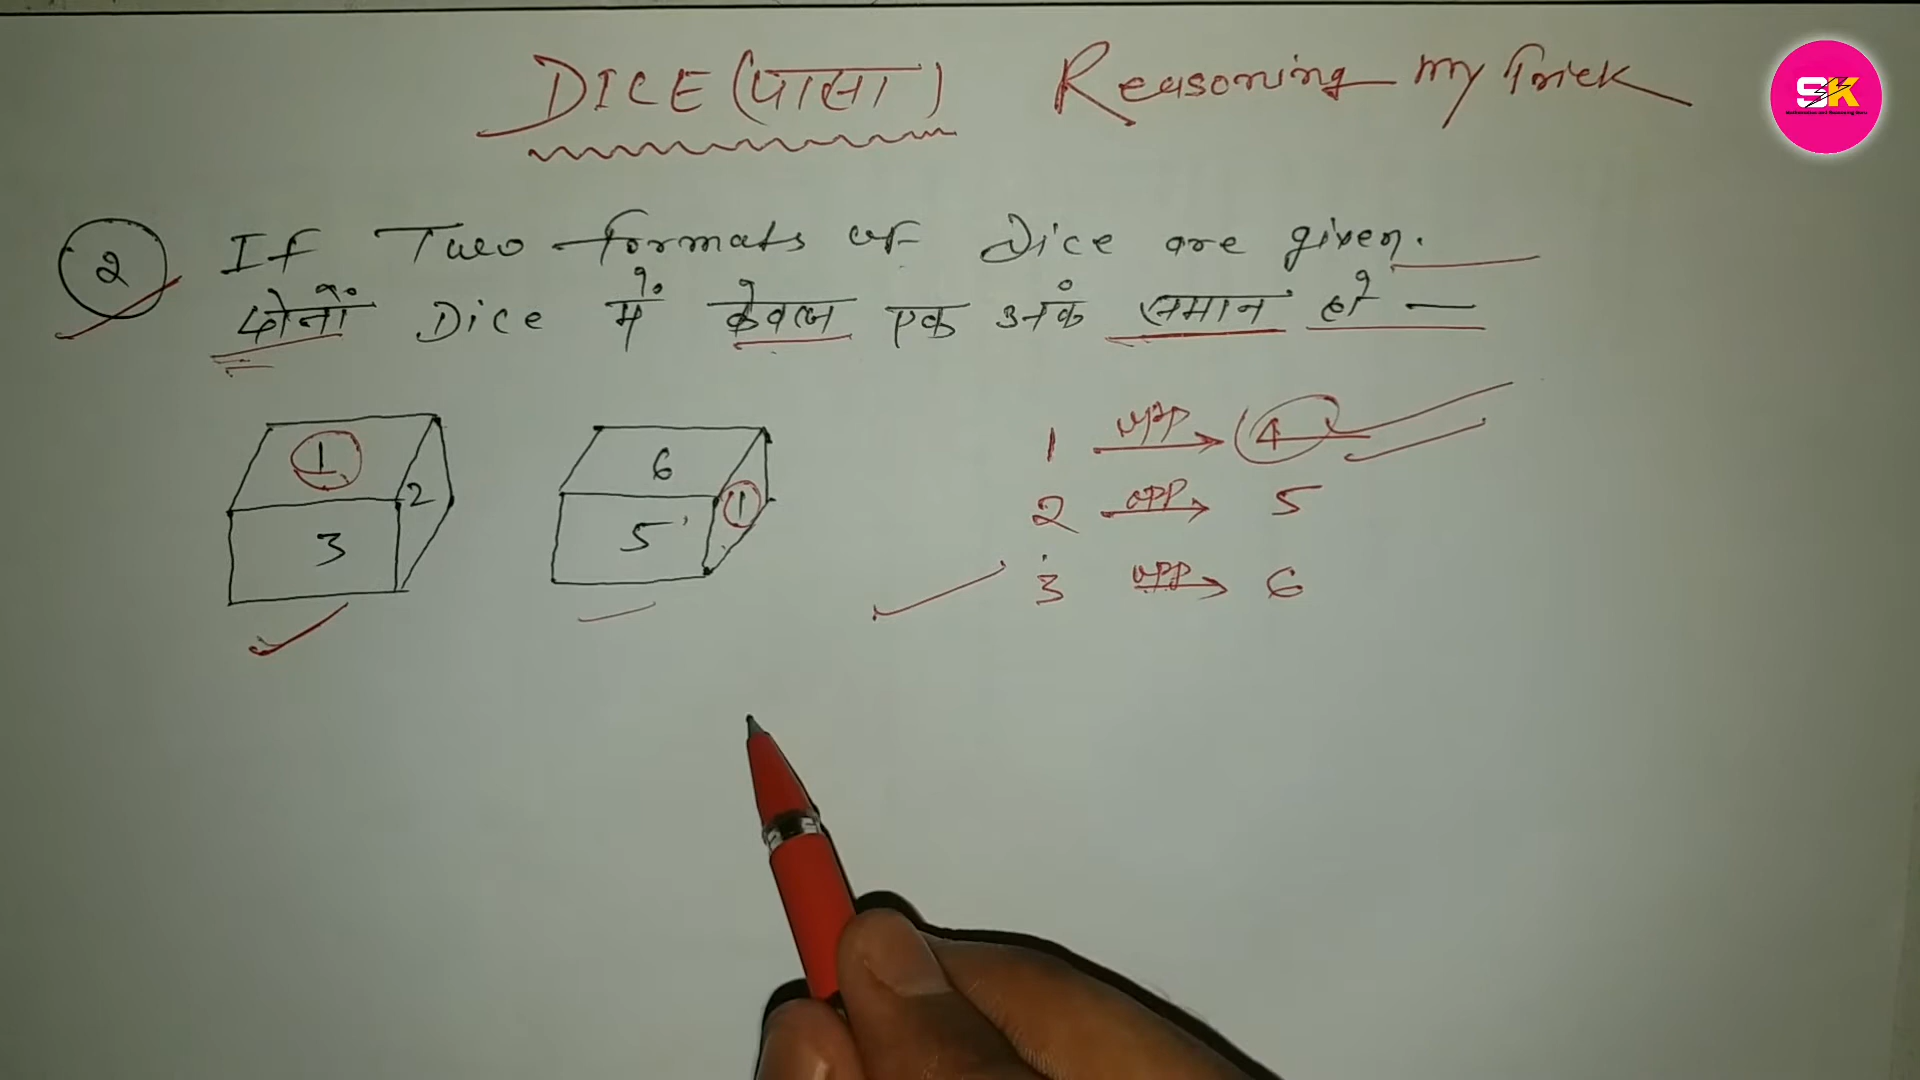 DICE (पासा) Reasoning my Trick
SK
2 If Two formats of Dice are given.
दोनों Dice में केवल एक अंक समान हो —
1 2 3
6 5 1
1 opp 4
2 opp 5
3 opp 6